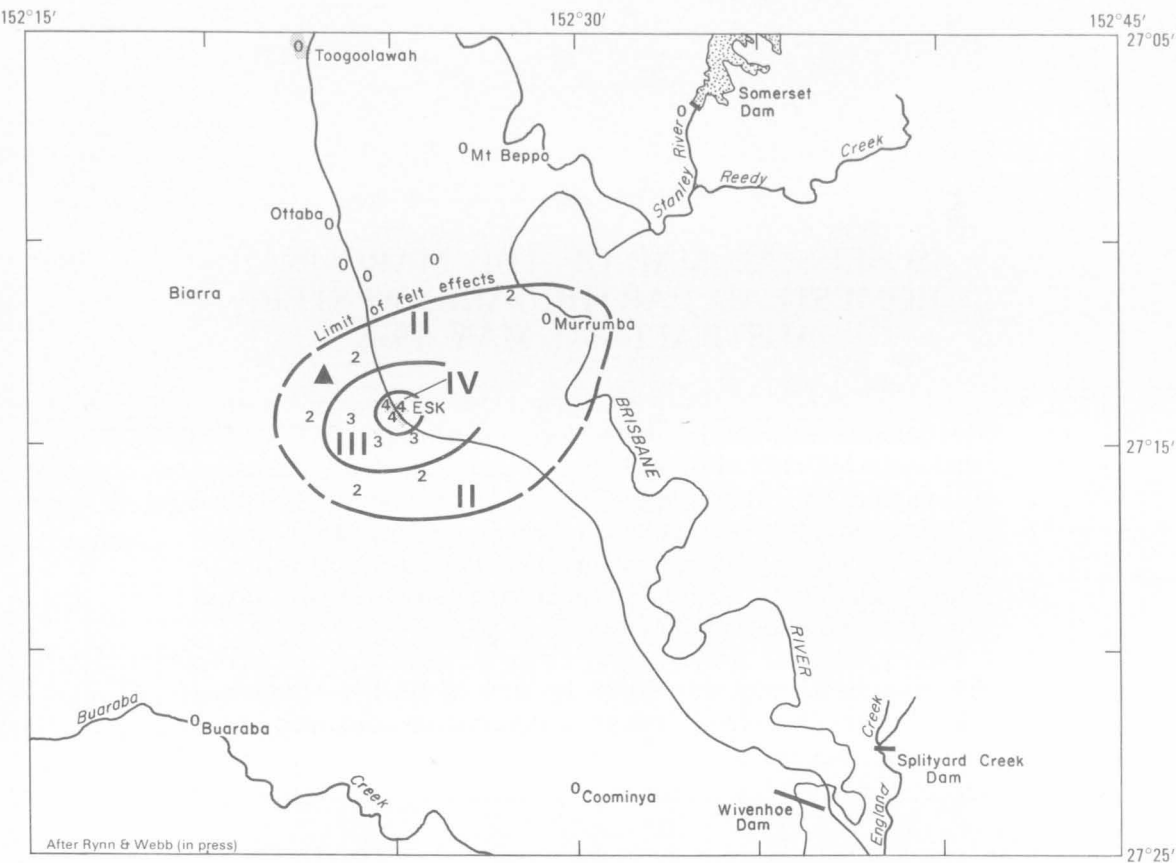 152°15′
152°30′
152°45′
27°05′
0 Toogoolawah
Somerset
Dam
0
0 Mt Beppo
Creek
Reedy
Stanley River
Ottaba 0
0 0 0
Biarra
Limit of felt effects
2
II
0 Murrumba
2
IV
4 4 ESK
4
2 3
III 3 3
BRISBANE
27°15′
2
2
II
RIVER
Buaraba
0 Buaraba
Creek
Creek
Splityard Creek
Dam
0 Coominya
Wivenhoe
Dam
England
After Rynn & Webb (in press)
27°25′